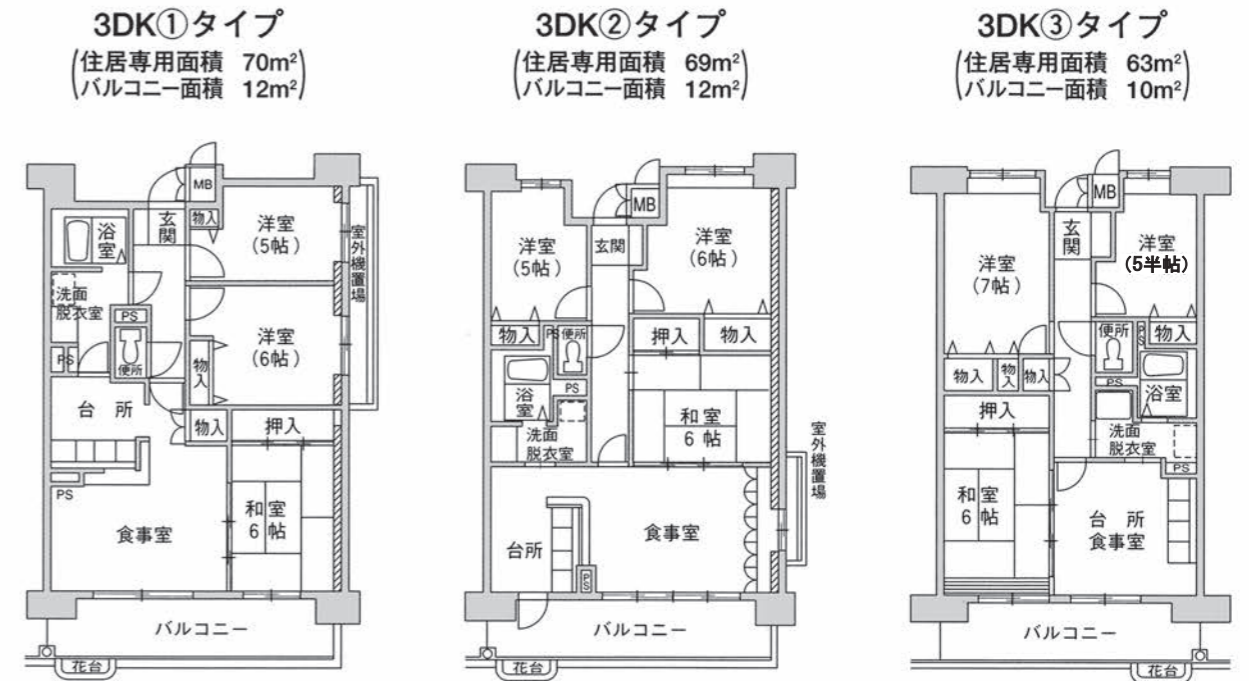 3DK①タイプ
(住居専用面積 70m²
バルコニー面積 12m²)
MB
物入
玄関
浴室
洋室
(5帖)
室外機置場
洗面
脱衣室
PS
PS
便所
洋室
(6帖)
物入
台所
物入
押入
PS
和室
6帖
食事室
バルコニー
花台
3DK②タイプ
(住居専用面積 69m²
バルコニー面積 12m²)
MB
洋室
(5帖)
玄関
洋室
(6帖)
物入
PS
便所
押入
物入
浴室
PS
和室
6帖
洗面
脱衣室
室外機置場
台所
食事室
PS
バルコニー
花台
3DK③タイプ
(住居専用面積 63m²
バルコニー面積 10m²)
MB
玄関
洋室
(7帖)
洋室
(5半帖)
便所
PS
物入
物入
物入
物入
PS
浴室
押入
洗面
脱衣室
PS
和室
6帖
台所
食事室
バルコニー
花台